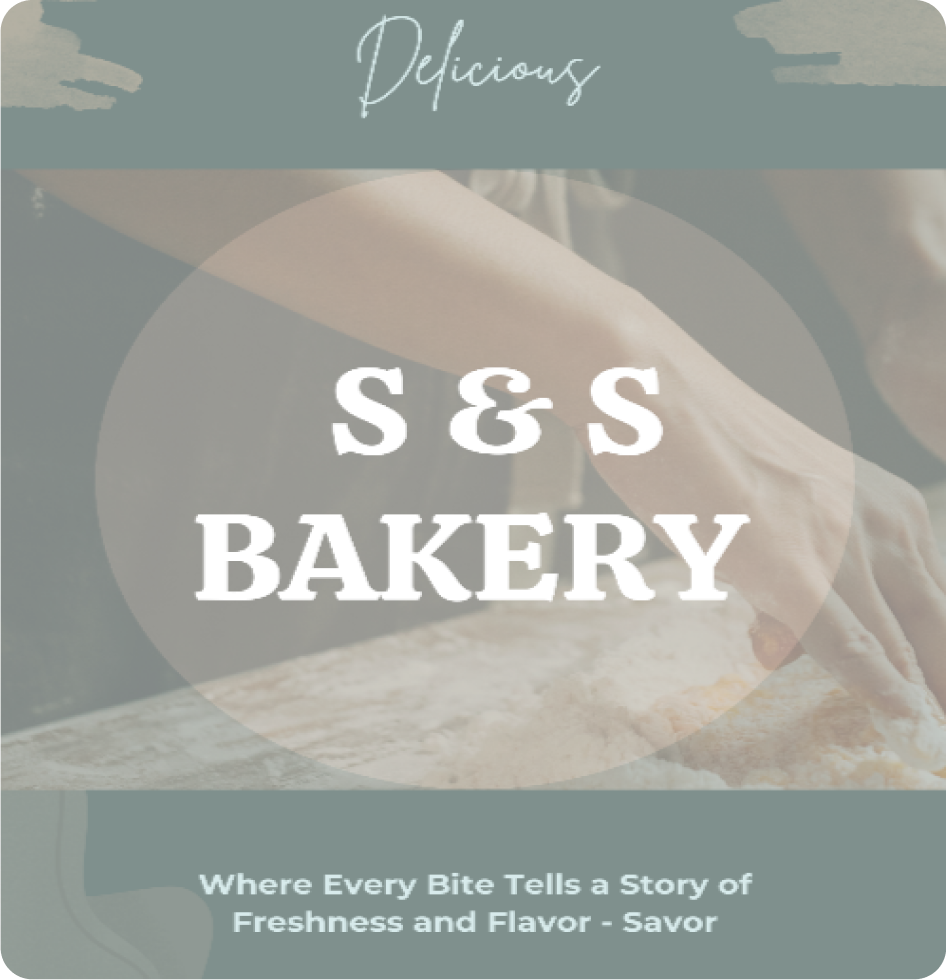 Delicious
S & S
BAKERY
Where Every Bite Tells a Story of
Freshness and Flavor - Savor